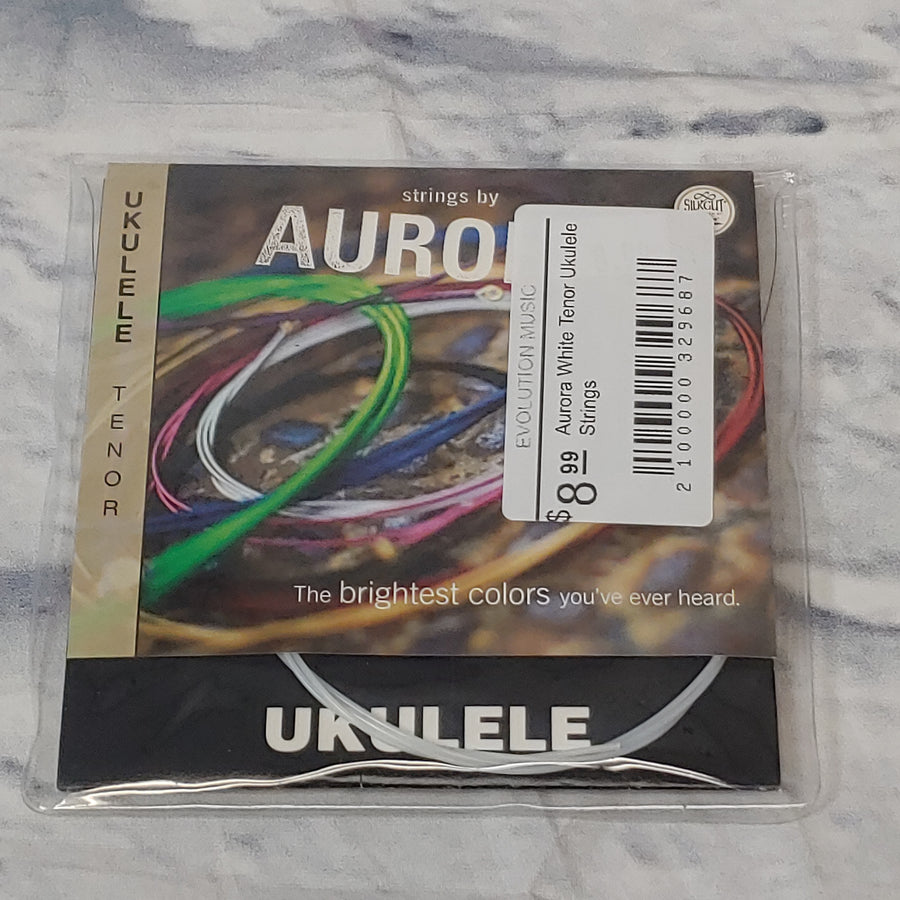 UKULELE TENOR
strings by
AURO
SILKGUT
EVOLUTION MUSIC
Aurora White Tenor Ukulele
Strings
$8.99
2 100000 329687
The brightest colors you've ever heard.
UKULELE